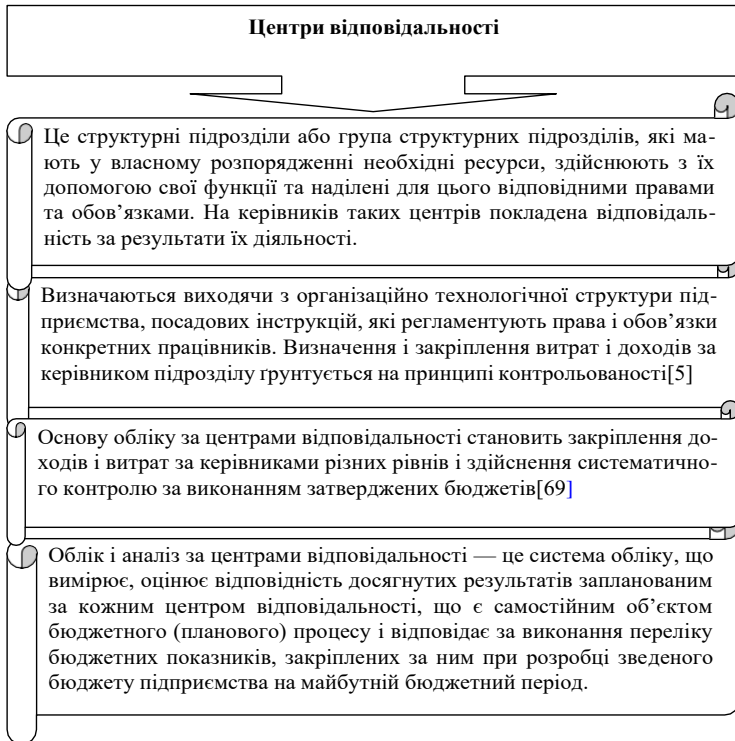 Центри відповідальності
Це структурні підрозділи або група структурних підрозділів, які ма-
ють у власному розпорядженні необхідні ресурси, здійснюють з їх
допомогою свої функції та наділені для цього відповідними правами
та обов’язками. На керівників таких центрів покладена відповідаль-
ність за результати їх діяльності.
Визначаються виходячи з організаційно технологічної структури під-
приємства, посадових інструкцій, які регламентують права і обов’язки
конкретних працівників. Визначення і закріплення витрат і доходів за
керівником підрозділу ґрунтується на принципі контрольованості[5]
Основу обліку за центрами відповідальності становить закріплення до-
ходів і витрат за керівниками різних рівнів і здійснення систематично-
го контролю за виконанням затверджених бюджетів[69]
Облік і аналіз за центрами відповідальності — це система обліку, що
вимірює, оцінює відповідність досягнутих результатів запланованим
за кожним центром відповідальності, що є самостійним об’єктом
бюджетного (планового) процесу і відповідає за виконання переліку
бюджетних показників, закріплених за ним при розробці зведеного
бюджету підприємства на майбутній бюджетний період.